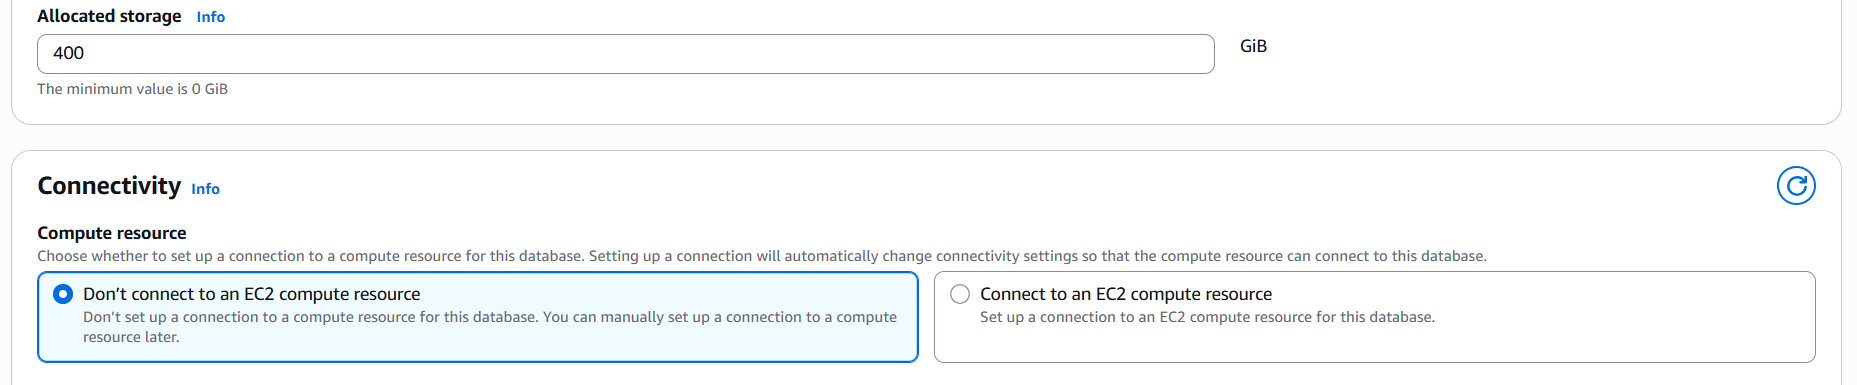 Allocated storage Info
400 GiB
The minimum value is 0 GiB
Connectivity Info
Compute resource
Choose whether to set up a connection to a compute resource for this database. Setting up a connection will automatically change connectivity settings so that the compute resource can connect to this database.
Don’t connect to an EC2 compute resource
Don’t set up a connection to a compute resource for this database. You can manually set up a connection to a compute
resource later.
Connect to an EC2 compute resource
Set up a connection to an EC2 compute resource for this database.